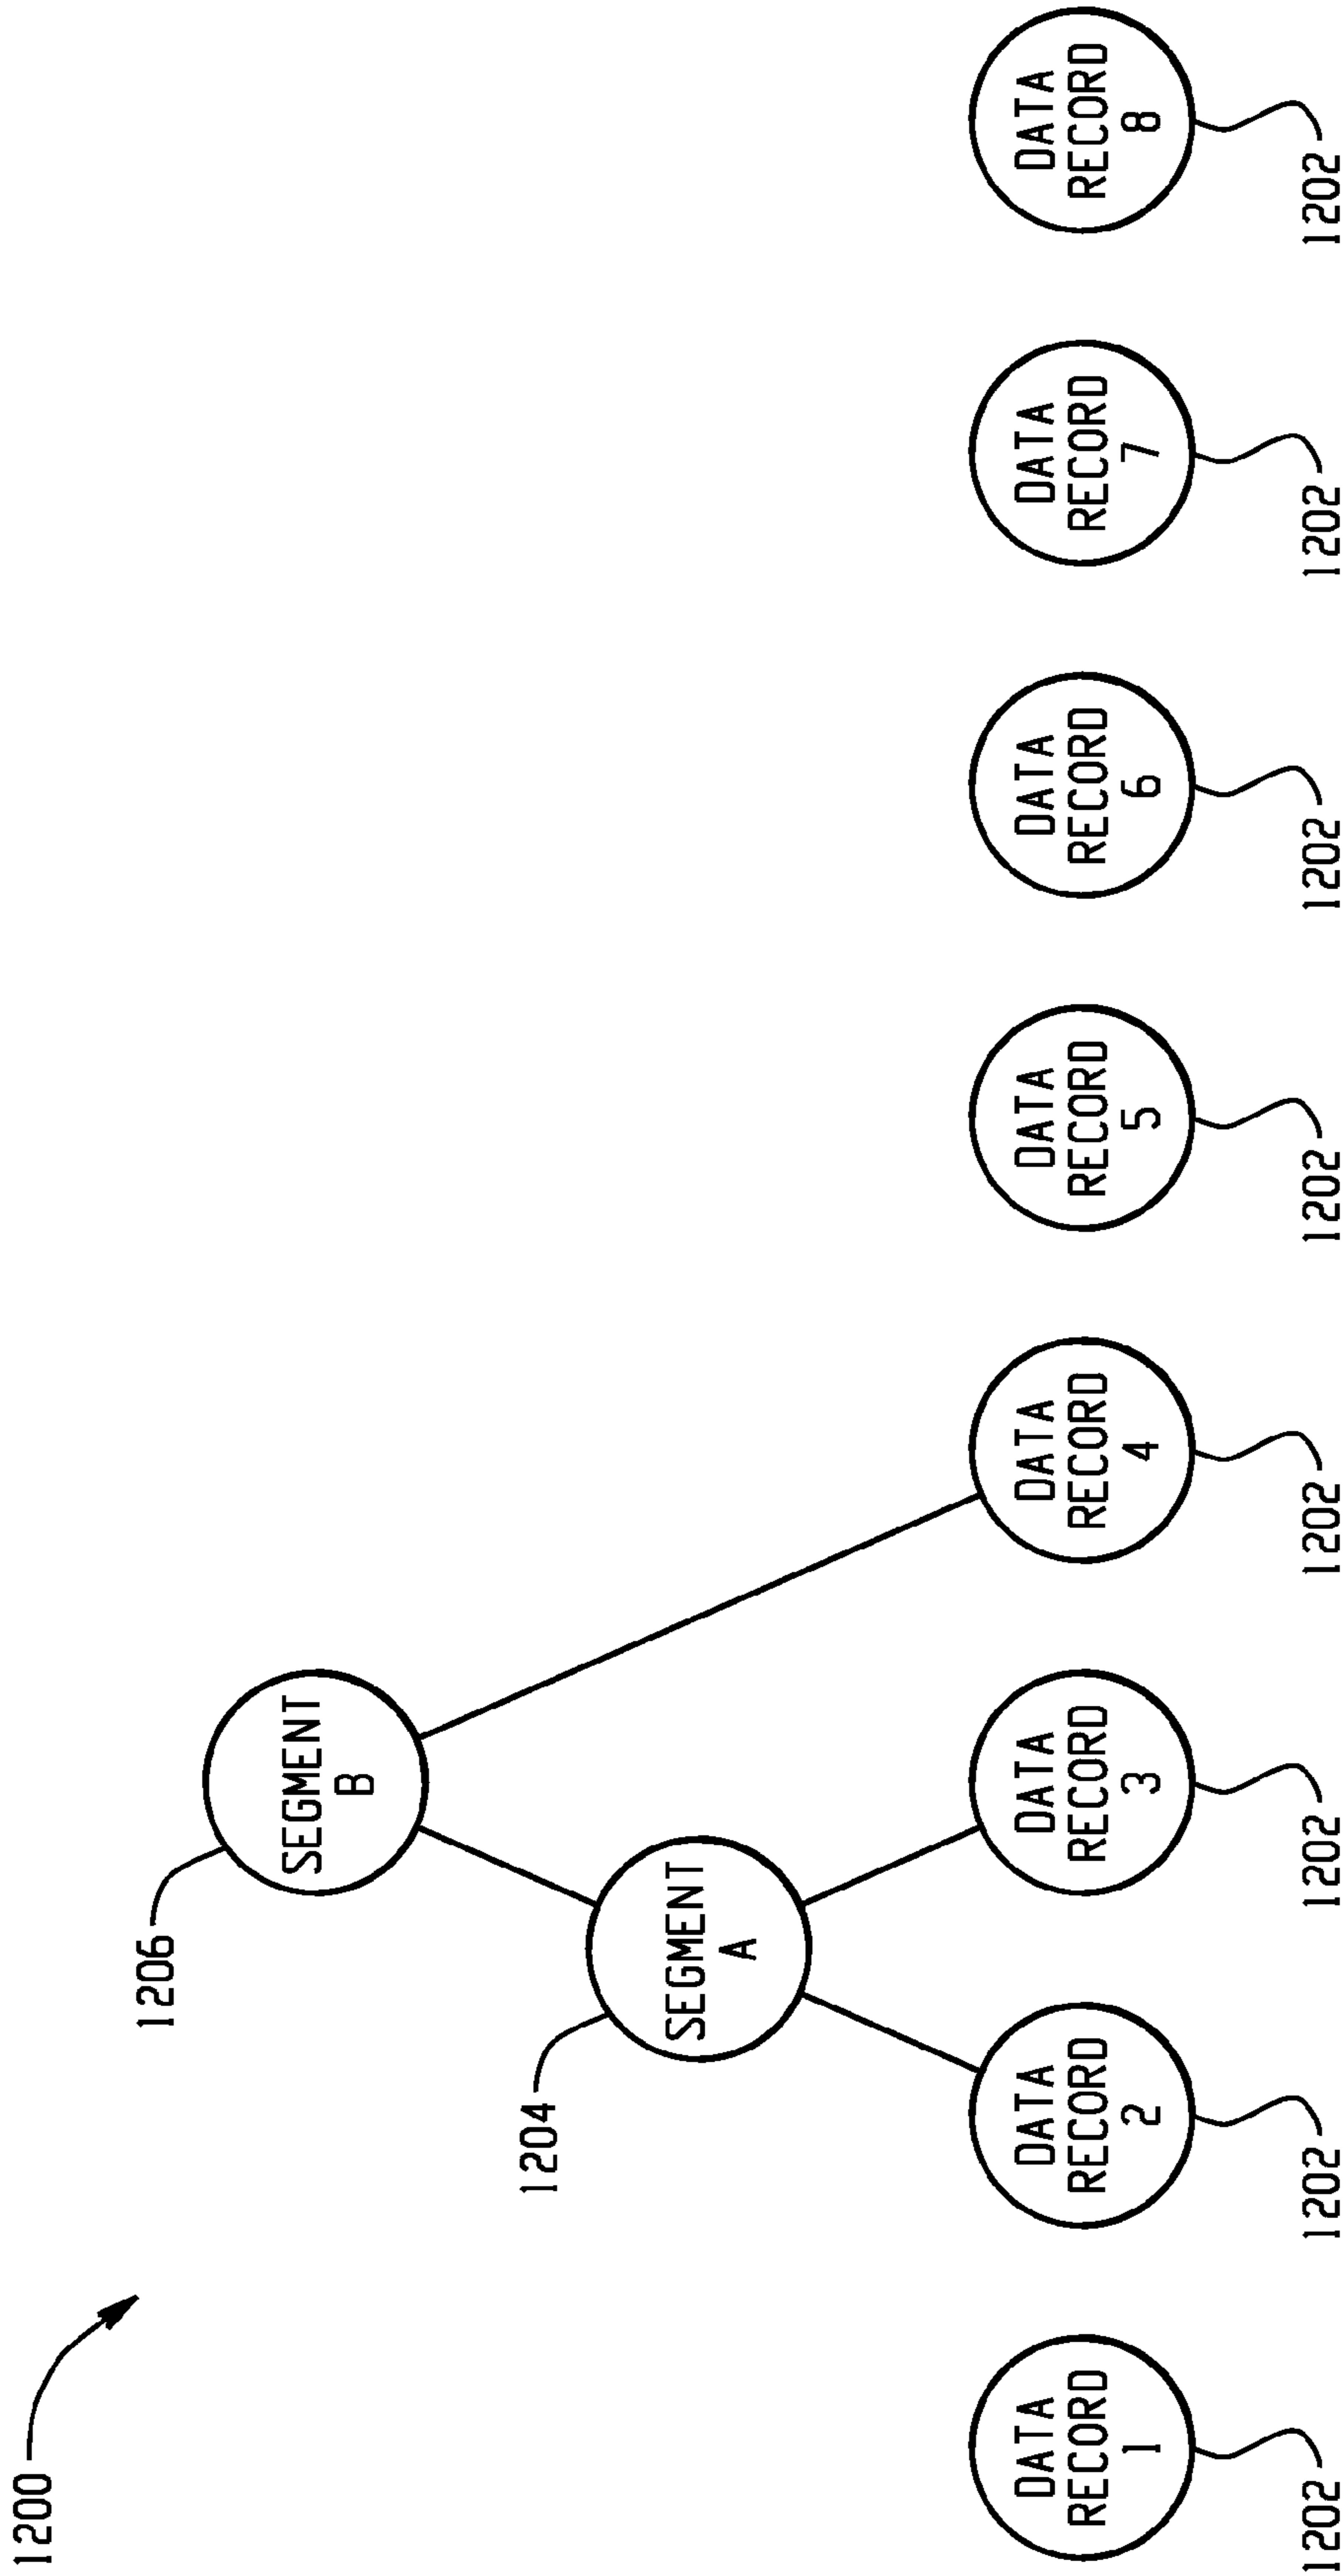 1200
1206
SEGMENT
B
1204
SEGMENT
A
DATA
RECORD
1
DATA
RECORD
2
DATA
RECORD
3
DATA
RECORD
4
DATA
RECORD
5
DATA
RECORD
6
DATA
RECORD
7
DATA
RECORD
8
1202
1202
1202
1202
1202
1202
1202
1202